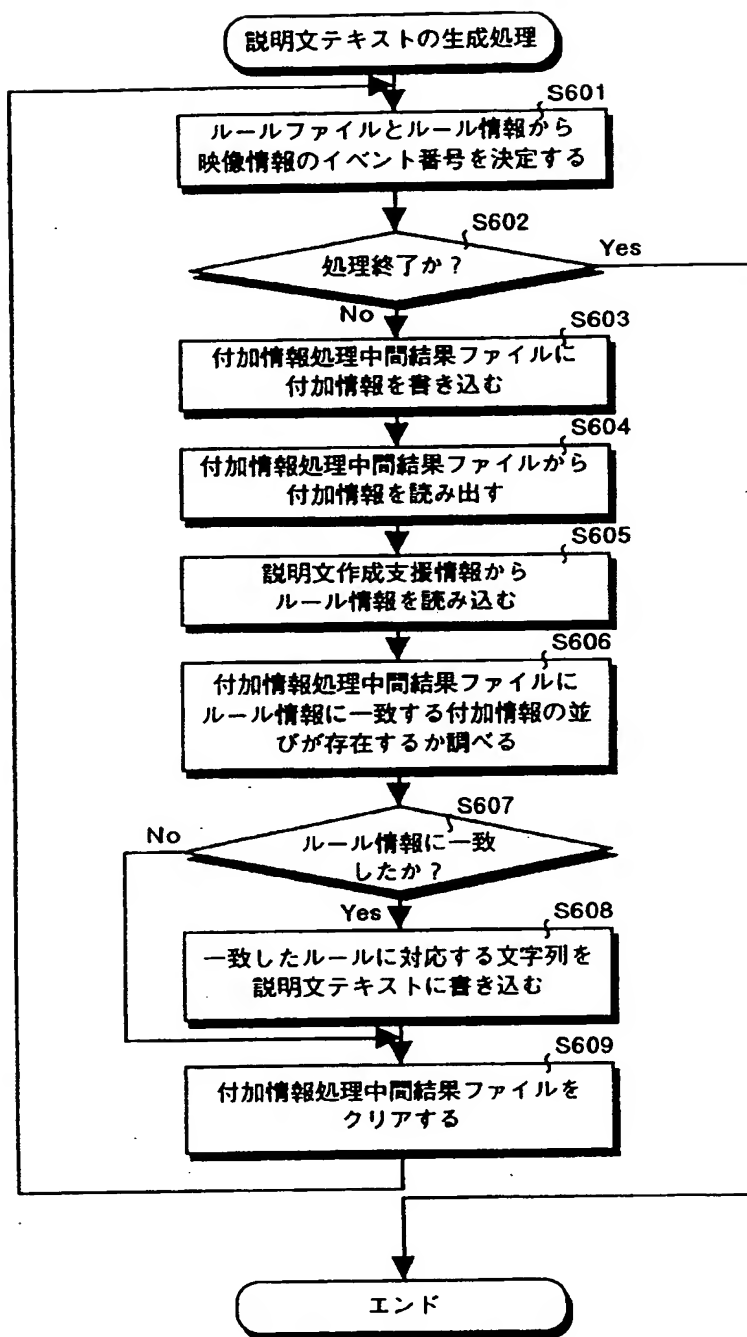 説明文テキストの生成処理
S601
ルールファイルとルール情報から
映像情報のイベント番号を決定する
S602
処理終了か？
Yes
No
S603
付加情報処理中間結果ファイルに
付加情報を書き込む
S604
付加情報処理中間結果ファイルから
付加情報を読み出す
S605
説明文作成支援情報から
ルール情報を読み込む
S606
付加情報処理中間結果ファイルに
ルール情報に一致する付加情報の並
びが存在するか調べる
S607
No
ルール情報に一致
したか？
Yes
S608
一致したルールに対応する文字列を
説明文テキストに書き込む
S609
付加情報処理中間結果ファイルを
クリアする
エンド